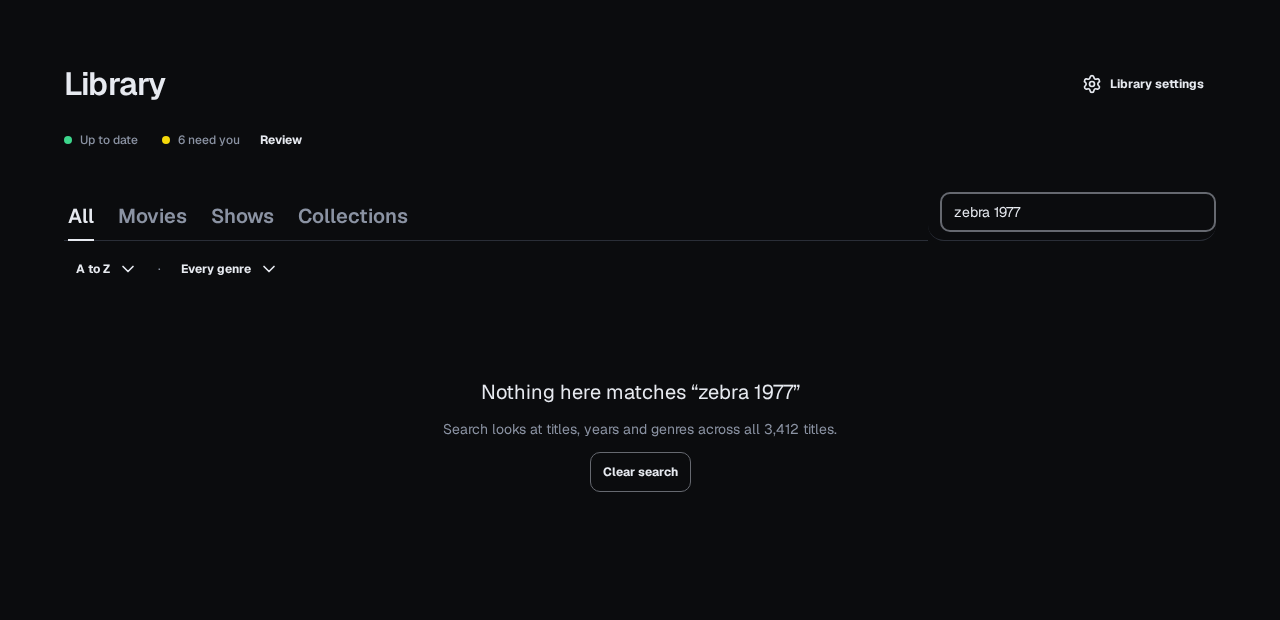 Library
Library settings
Up to date
6 need you
Review
All
Movies
Shows
Collections
zebra 1977
A to Z
·
Every genre
Nothing here matches “zebra 1977”
Search looks at titles, years and genres across all 3,412 titles.
Clear search